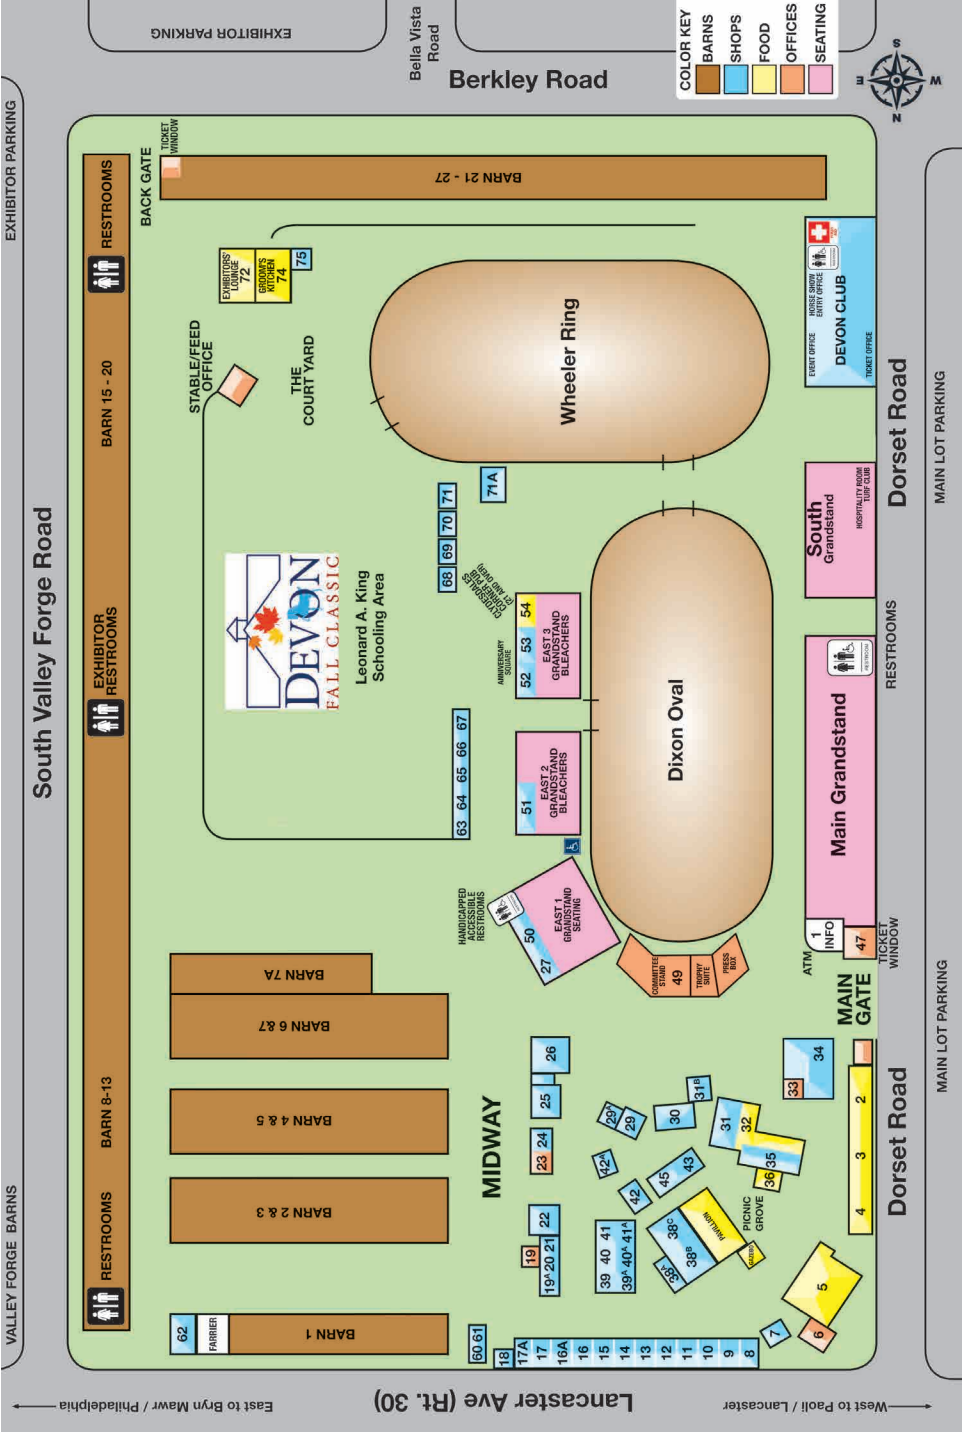 EXHIBITOR PARKING
Bella Vista
Road
Berkley Road
COLOR KEY
BARNS
SHOPS
FOOD
OFFICES
SEATING
S
E
W
N
EXHIBITOR PARKING
VALLEY FORGE BARNS
South Valley Forge Road
RESTROOMS
BARN 8-13
EXHIBITOR
RESTROOMS
BARN 15 - 20
RESTROOMS
BACK GATE
TICKET
WINDOW
BARN 21 - 27
EXHIBITORS'
LOUNGE
72
GROOM'S
KITCHEN
74
75
STABLE/FEED
OFFICE
THE
COURT YARD
Wheeler Ring
HORSE SHOW
ENTRY OFFICE
EVENT OFFICE
DEVON CLUB
TICKET OFFICE
Dorset Road
MAIN LOT PARKING
DEVON
FALL CLASSIC
Leonard A. King
Schooling Area
68
69
70
71
71A
CLYDESDALES
CORNER PUB
(21 AND OVER)
ANNIVERSARY
SQUARE
52
53
54
EAST 3
GRANDSTAND
BLEACHERS
63
64
65
66
67
51
EAST 2
GRANDSTAND
BLEACHERS
Dixon Oval
South
Grandstand
HOSPITALITY ROOM
TURF CLUB
RESTROOMS
Main Grandstand
RESTROOM
HANDICAPPED
ACCESSIBLE
RESTROOMS
27
50
EAST 1
GRANDSTAND
SEATING
COMMITTEE
STAND
49
TROPHY
SUITE
PRESS
BOX
ATM
1
INFO
47
TICKET
WINDOW
MAIN
GATE
MAIN LOT PARKING
BARN 7A
BARN 6 &7
BARN 4 & 5
BARN 2 & 3
62
FARRIER
BARN 1
MIDWAY
26
25
24
23
22
19
19A
20
21
29A
29
30
31B
31
32
33
34
35
36
42A
42
45
43
39
40
41
39A
40A
41A
38A
38B
38C
PAVILLION
GAZEBO
PICNIC
GROVE
2
3
4
5
6
7
Dorset Road
60
61
18
17A
17
16A
16
15
14
13
12
11
10
9
8
East to Bryn Mawr / Philadelphia
Lancaster Ave (Rt. 30)
West to Paoli / Lancaster